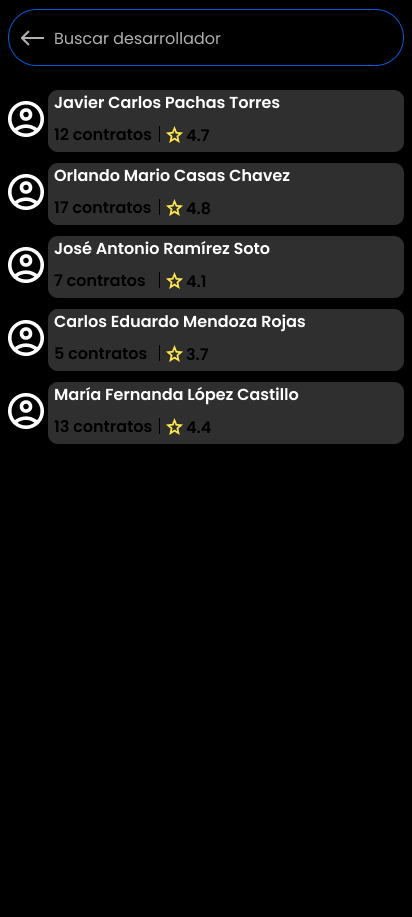 Buscar desarrollador
Javier Carlos Pachas Torres
12 contratos | 4.7
Orlando Mario Casas Chavez
17 contratos | 4.8
José Antonio Ramírez Soto
7 contratos | 4.1
Carlos Eduardo Mendoza Rojas
5 contratos | 3.7
María Fernanda López Castillo
13 contratos | 4.4